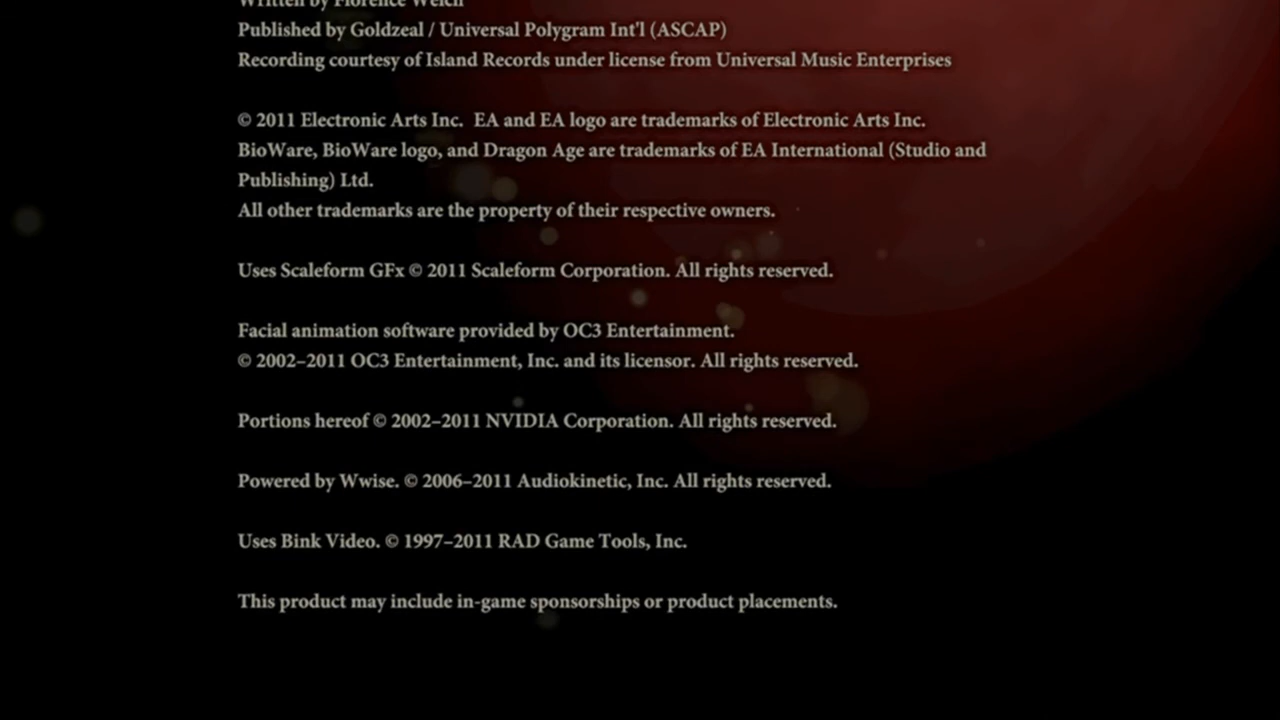 Written by Florence Welch
Published by Goldzeal / Universal Polygram Int'l (ASCAP)
Recording courtesy of Island Records under license from Universal Music Enterprises
© 2011 Electronic Arts Inc.  EA and EA logo are trademarks of Electronic Arts Inc.
BioWare, BioWare logo, and Dragon Age are trademarks of EA International (Studio and
Publishing) Ltd.
All other trademarks are the property of their respective owners.
Uses Scaleform GFx © 2011 Scaleform Corporation. All rights reserved.
Facial animation software provided by OC3 Entertainment.
© 2002–2011 OC3 Entertainment, Inc. and its licensor. All rights reserved.
Portions hereof © 2002–2011 NVIDIA Corporation. All rights reserved.
Powered by Wwise. © 2006–2011 Audiokinetic, Inc. All rights reserved.
Uses Bink Video. © 1997–2011 RAD Game Tools, Inc.
This product may include in-game sponsorships or product placements.